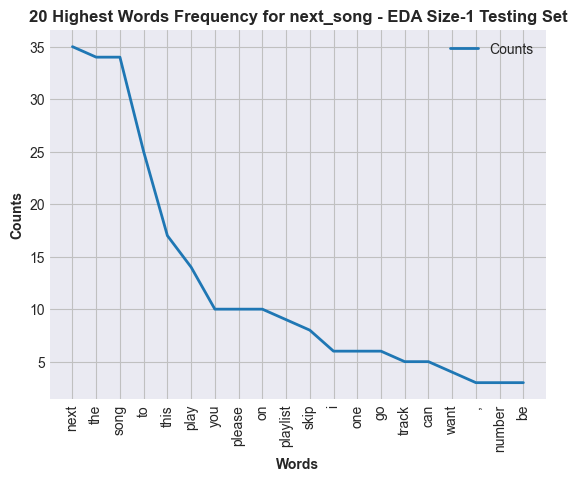 20 Highest Words Frequency for next_song - EDA Size-1 Testing Set
Counts
35
30
25
20
15
10
5
Counts
next
the
song
to
this
play
you
please
on
playlist
skip
i
one
go
track
can
want
,
number
be
Words